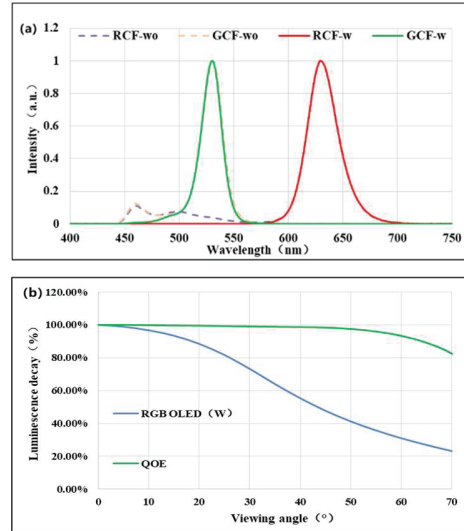 (a)
RCF-wo GCF-wo RCF-w GCF-w
1.2
1
0.8
0.6
0.4
0.2
0
Intensity（a.u.）
400 450 500 550 600 650 700 750
Wavelength（nm）
(b)
120.00%
100.00%
80.00%
60.00%
40.00%
20.00%
0.00%
Luminescence decay（%）
RGB OLED（W）
QOE
0 10 20 30 40 50 60 70
Viewing angle（°）